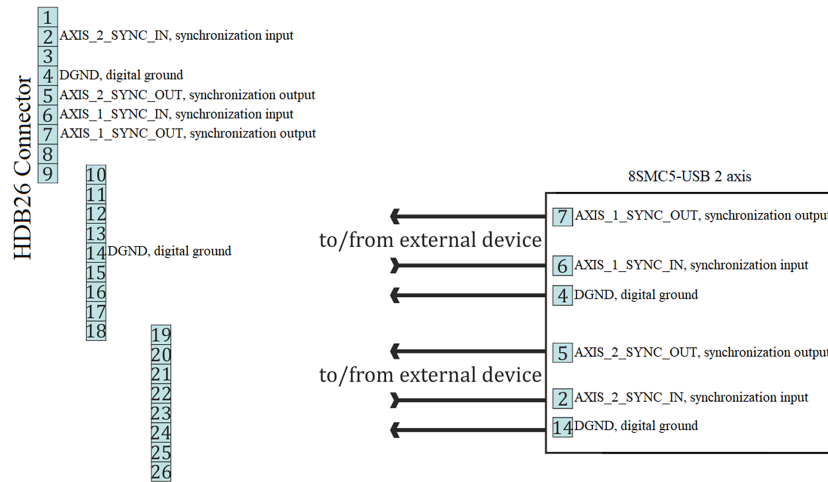 HDB26 Connector
1
2 AXIS_2_SYNC_IN, synchronization input
3
4 DGND, digital ground
5 AXIS_2_SYNC_OUT, synchronization output
6 AXIS_1_SYNC_IN, synchronization input
7 AXIS_1_SYNC_OUT, synchronization output
8
9
10
11
12
13
14 DGND, digital ground
15
16
17
18
19
20
21
22
23
24
25
26
8SMC5-USB 2 axis
7 AXIS_1_SYNC_OUT, synchronization output
to/from external device
6 AXIS_1_SYNC_IN, synchronization input
4 DGND, digital ground
5 AXIS_2_SYNC_OUT, synchronization output
to/from external device
2 AXIS_2_SYNC_IN, synchronization input
14 DGND, digital ground